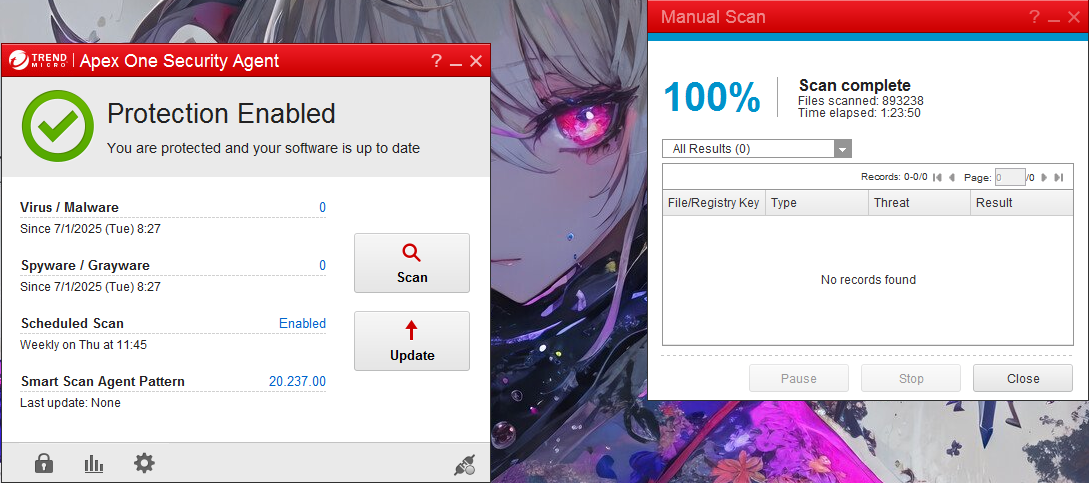 TREND MICRO | Apex One Security Agent
Protection Enabled
You are protected and your software is up to date
Virus / Malware 0
Since 7/1/2025 (Tue) 8:27
Spyware / Grayware 0
Since 7/1/2025 (Tue) 8:27
Scheduled Scan Enabled
Weekly on Thu at 11:45
Smart Scan Agent Pattern 20.237.00
Last update: None
Scan
Update
Manual Scan
100%
Scan complete
Files scanned: 893238
Time elapsed: 1:23:50
All Results (0)
Records: 0-0/0 Page: 0 /0
File/Registry Key Type Threat Result
No records found
Pause Stop Close